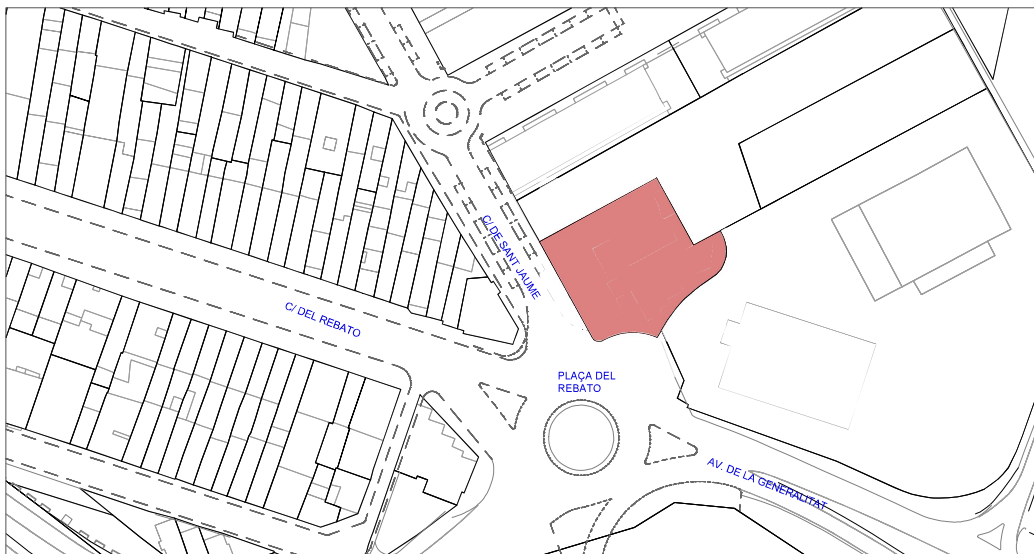 C/ DE SANT JAUME
C/ DEL REBATO
PLAÇA DEL
REBATO
AV. DE LA GENERALITAT